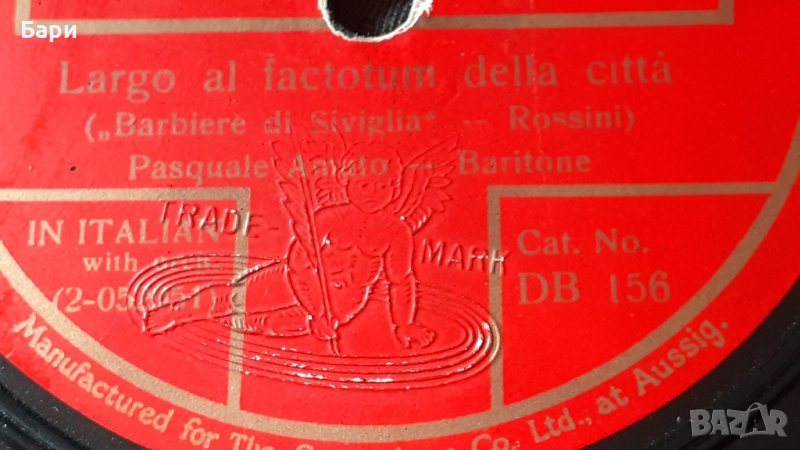 Бари
Largo al factotum della città
(„Barbiere di Siviglia“ — Rossini)
Pasquale Amato — Baritone
IN ITALIAN
with
TRADE-
MARK
Cat. No.
DB 156
Manufactured for The Co., Ltd., at Aussig.
BAZAR